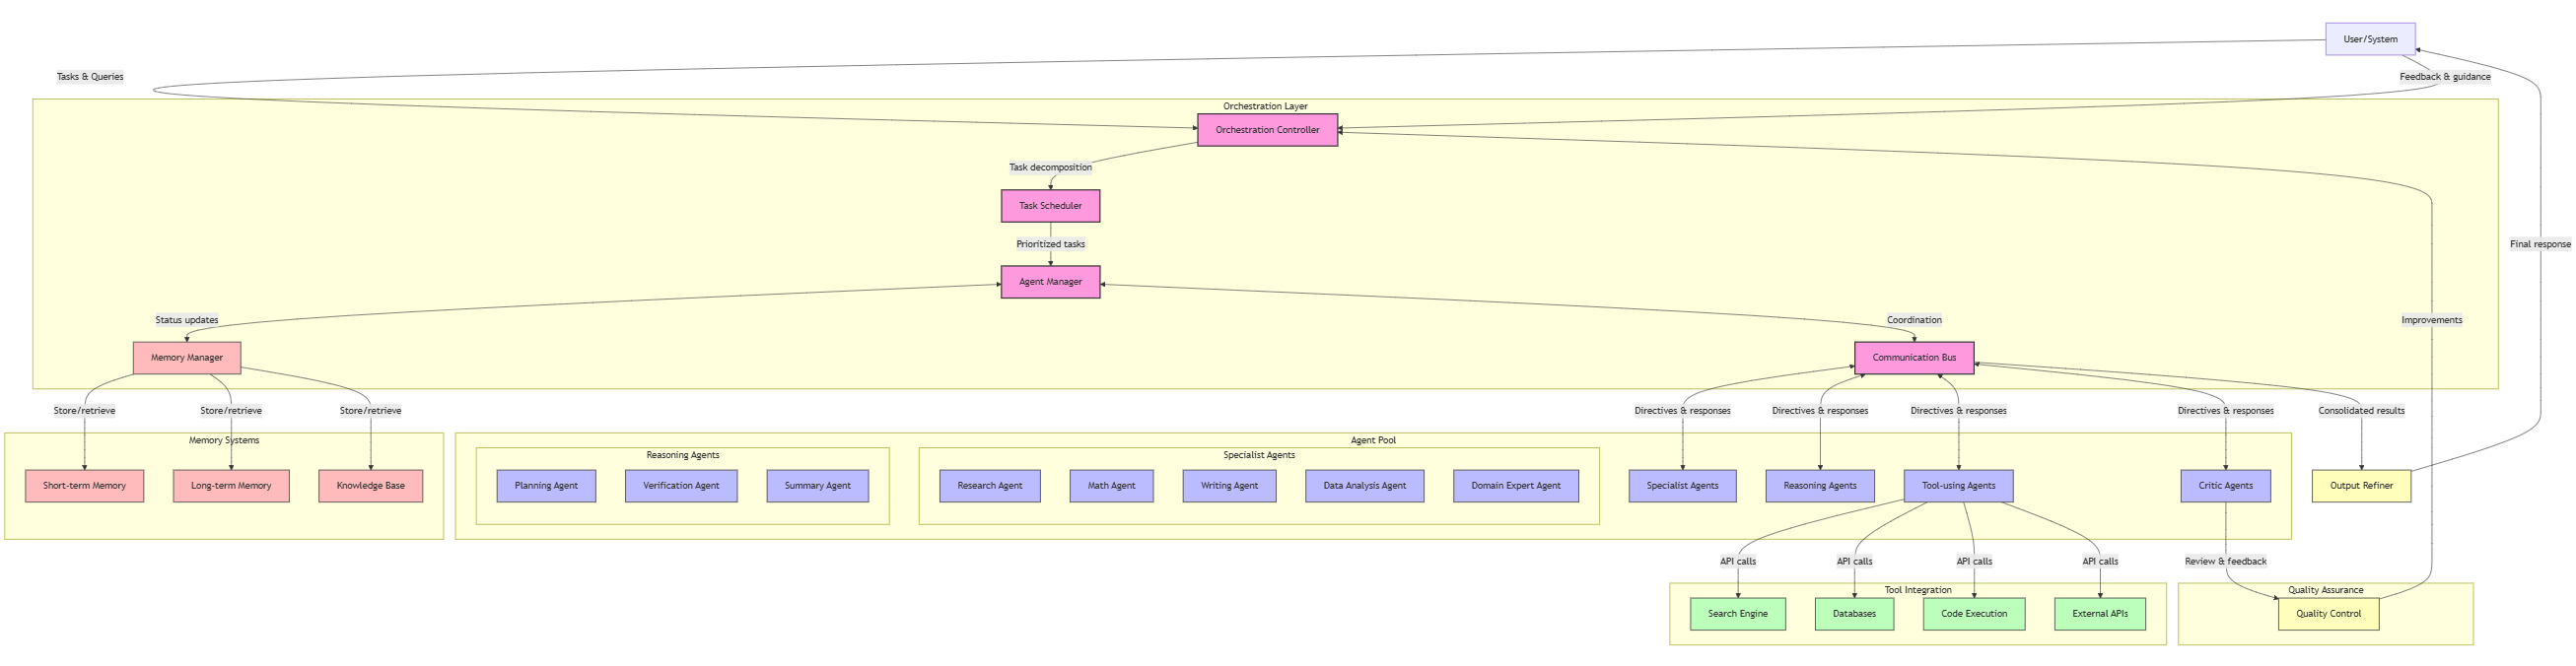 User/System
Tasks & Queries
Feedback & guidance
Orchestration Layer
Orchestration Controller
Task decomposition
Task Scheduler
Prioritized tasks
Final response
Agent Manager
Status updates
Coordination
Improvements
Memory Manager
Communication Bus
Store/retrieve
Store/retrieve
Store/retrieve
Directives & responses
Directives & responses
Directives & responses
Directives & responses
Consolidated results
Memory Systems
Agent Pool
Reasoning Agents
Specialist Agents
Short-term Memory
Long-term Memory
Knowledge Base
Planning Agent
Verification Agent
Summary Agent
Research Agent
Math Agent
Writing Agent
Data Analysis Agent
Domain Expert Agent
Specialist Agents
Reasoning Agents
Tool-using Agents
Critic Agents
Output Refiner
API calls
API calls
API calls
API calls
Review & feedback
Tool Integration
Quality Assurance
Search Engine
Databases
Code Execution
External APIs
Quality Control